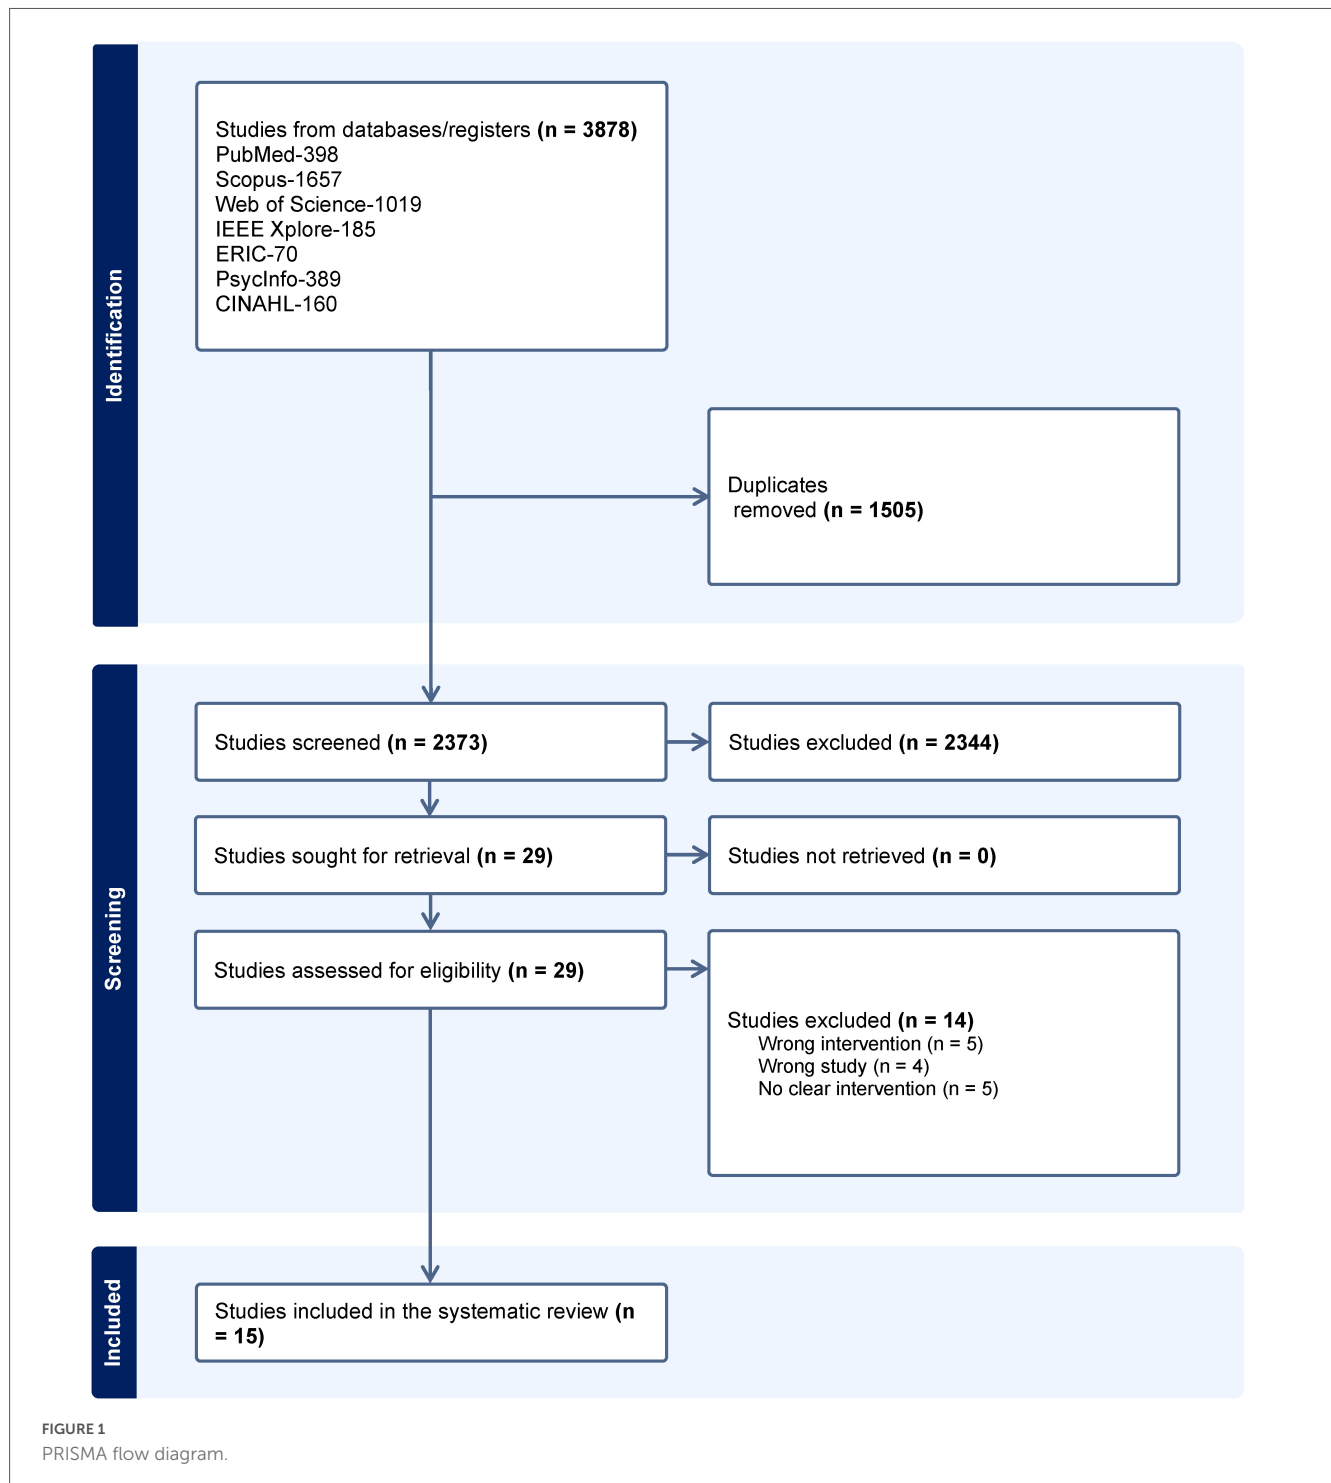 Identification
Studies from databases/registers (n = 3878)
PubMed-398
Scopus-1657
Web of Science-1019
IEEE Xplore-185
ERIC-70
PsycInfo-389
CINAHL-160
Duplicates
removed (n = 1505)
Screening
Studies screened (n = 2373)
Studies excluded (n = 2344)
Studies sought for retrieval (n = 29)
Studies not retrieved (n = 0)
Studies assessed for eligibility (n = 29)
Studies excluded (n = 14)
Wrong intervention (n = 5)
Wrong study (n = 4)
No clear intervention (n = 5)
Included
Studies included in the systematic review (n
= 15)
FIGURE 1
PRISMA flow diagram.